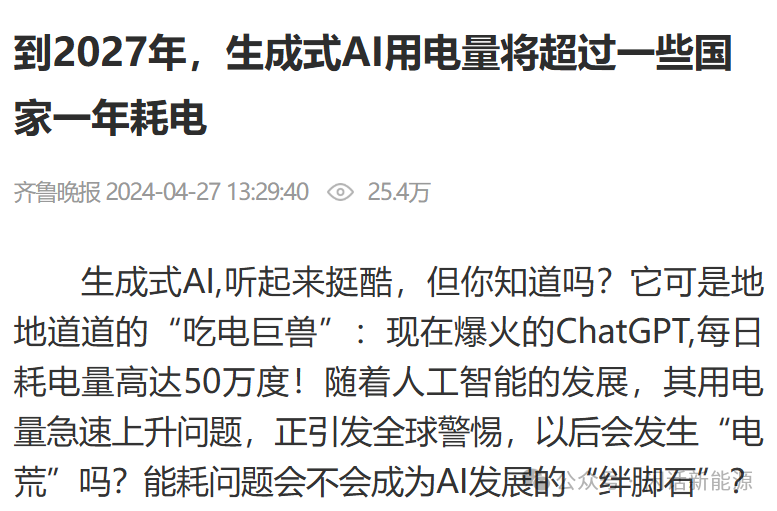 到2027年，生成式AI用电量将超过一些国
家一年耗电
齐鲁晚报 2024-04-27 13:29:40 25.4万
生成式AI,听起来挺酷，但你知道吗？它可是地
地道道的“吃电巨兽”：现在爆火的ChatGPT,每日
耗电量高达50万度！随着人工智能的发展，其用电
量急速上升问题，正引发全球警惕，以后会发生“电
荒”吗？能耗问题会不会成为AI发展的“绊脚石”？
公众号 活新能源